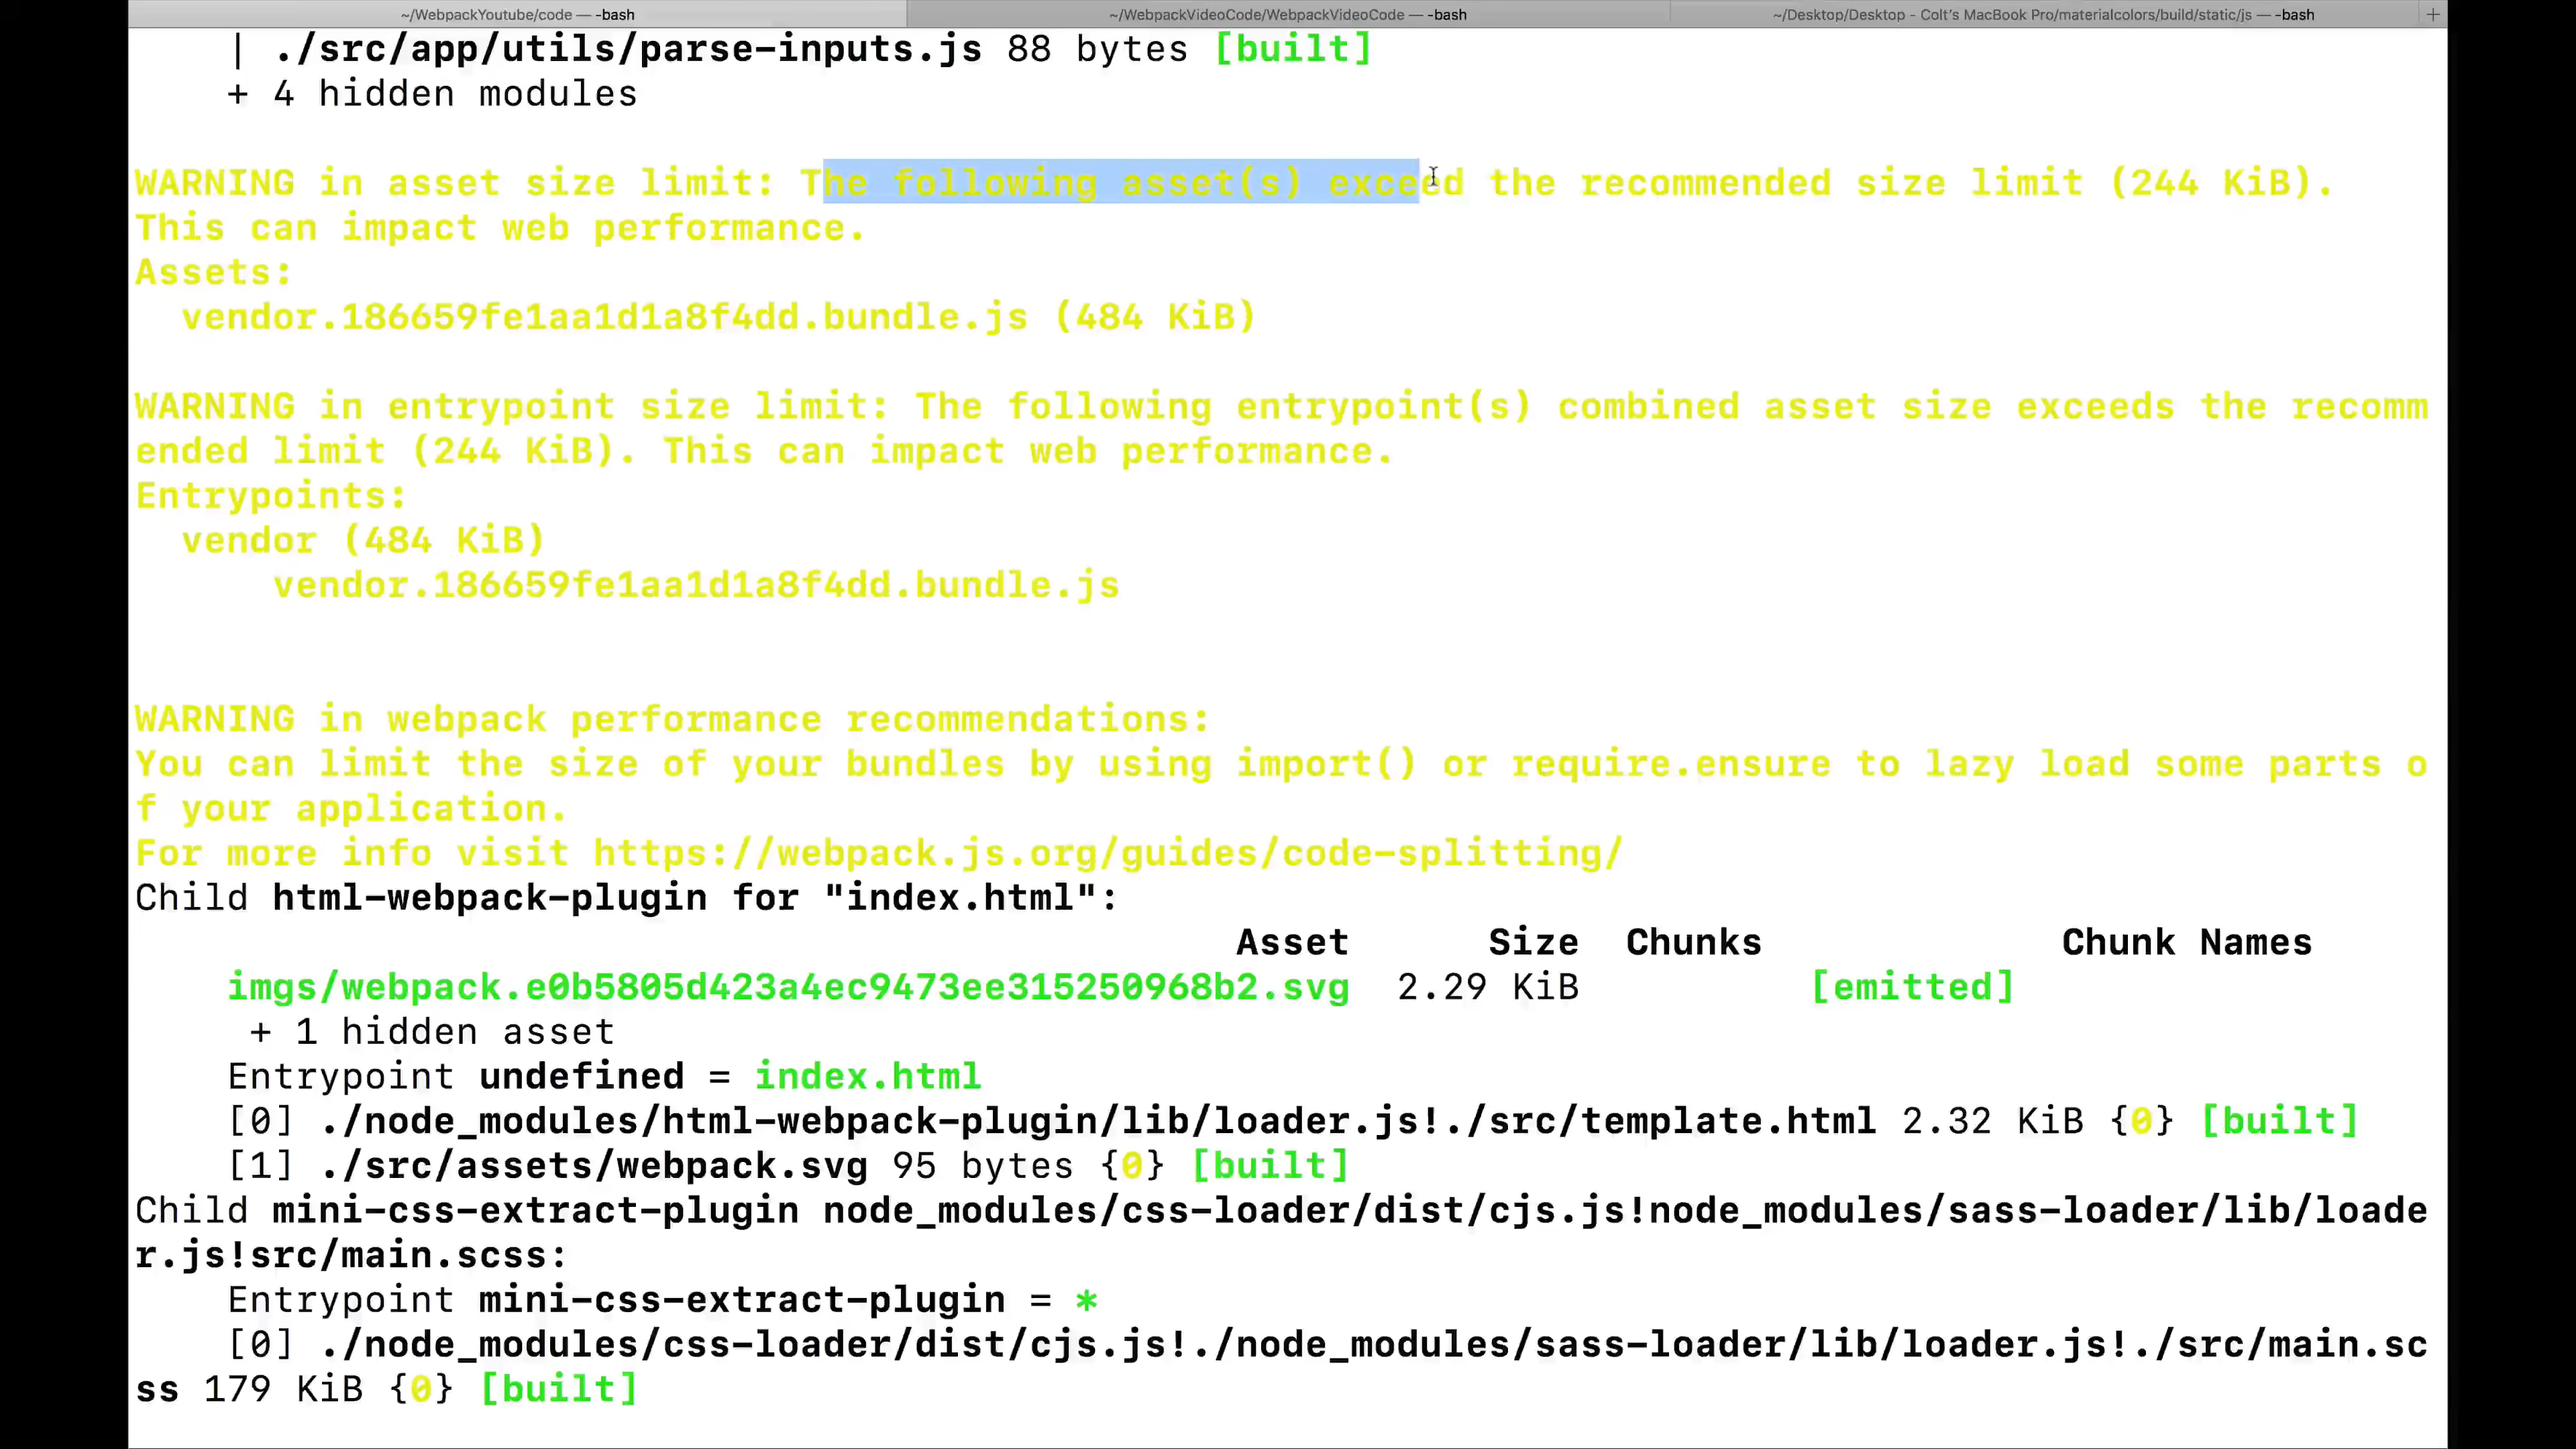 ~/WebpackYoutube/code — -bash
~/WebpackVideoCode/WebpackVideoCode — -bash
~/Desktop/Desktop - Colt's MacBook Pro/materialcolors/build/static/js — -bash
| ./src/app/utils/parse-inputs.js 88 bytes [built]
+ 4 hidden modules
WARNING in asset size limit: The following asset(s) exceed the recommended size limit (244 KiB).
This can impact web performance.
Assets:
vendor.186659fe1aa1d1a8f4dd.bundle.js (484 KiB)
WARNING in entrypoint size limit: The following entrypoint(s) combined asset size exceeds the recomm
ended limit (244 KiB). This can impact web performance.
Entrypoints:
vendor (484 KiB)
vendor.186659fe1aa1d1a8f4dd.bundle.js
WARNING in webpack performance recommendations:
You can limit the size of your bundles by using import() or require.ensure to lazy load some parts o
f your application.
For more info visit https://webpack.js.org/guides/code-splitting/
Child html-webpack-plugin for "index.html":
Asset Size Chunks Chunk Names
imgs/webpack.e0b5805d423a4ec9473ee315250968b2.svg 2.29 KiB [emitted]
+ 1 hidden asset
Entrypoint undefined = index.html
[0] ./node_modules/html-webpack-plugin/lib/loader.js!./src/template.html 2.32 KiB {0} [built]
[1] ./src/assets/webpack.svg 95 bytes {0} [built]
Child mini-css-extract-plugin node_modules/css-loader/dist/cjs.js!node_modules/sass-loader/lib/loade
r.js!src/main.scss:
Entrypoint mini-css-extract-plugin = *
[0] ./node_modules/css-loader/dist/cjs.js!./node_modules/sass-loader/lib/loader.js!./src/main.sc
ss 179 KiB {0} [built]